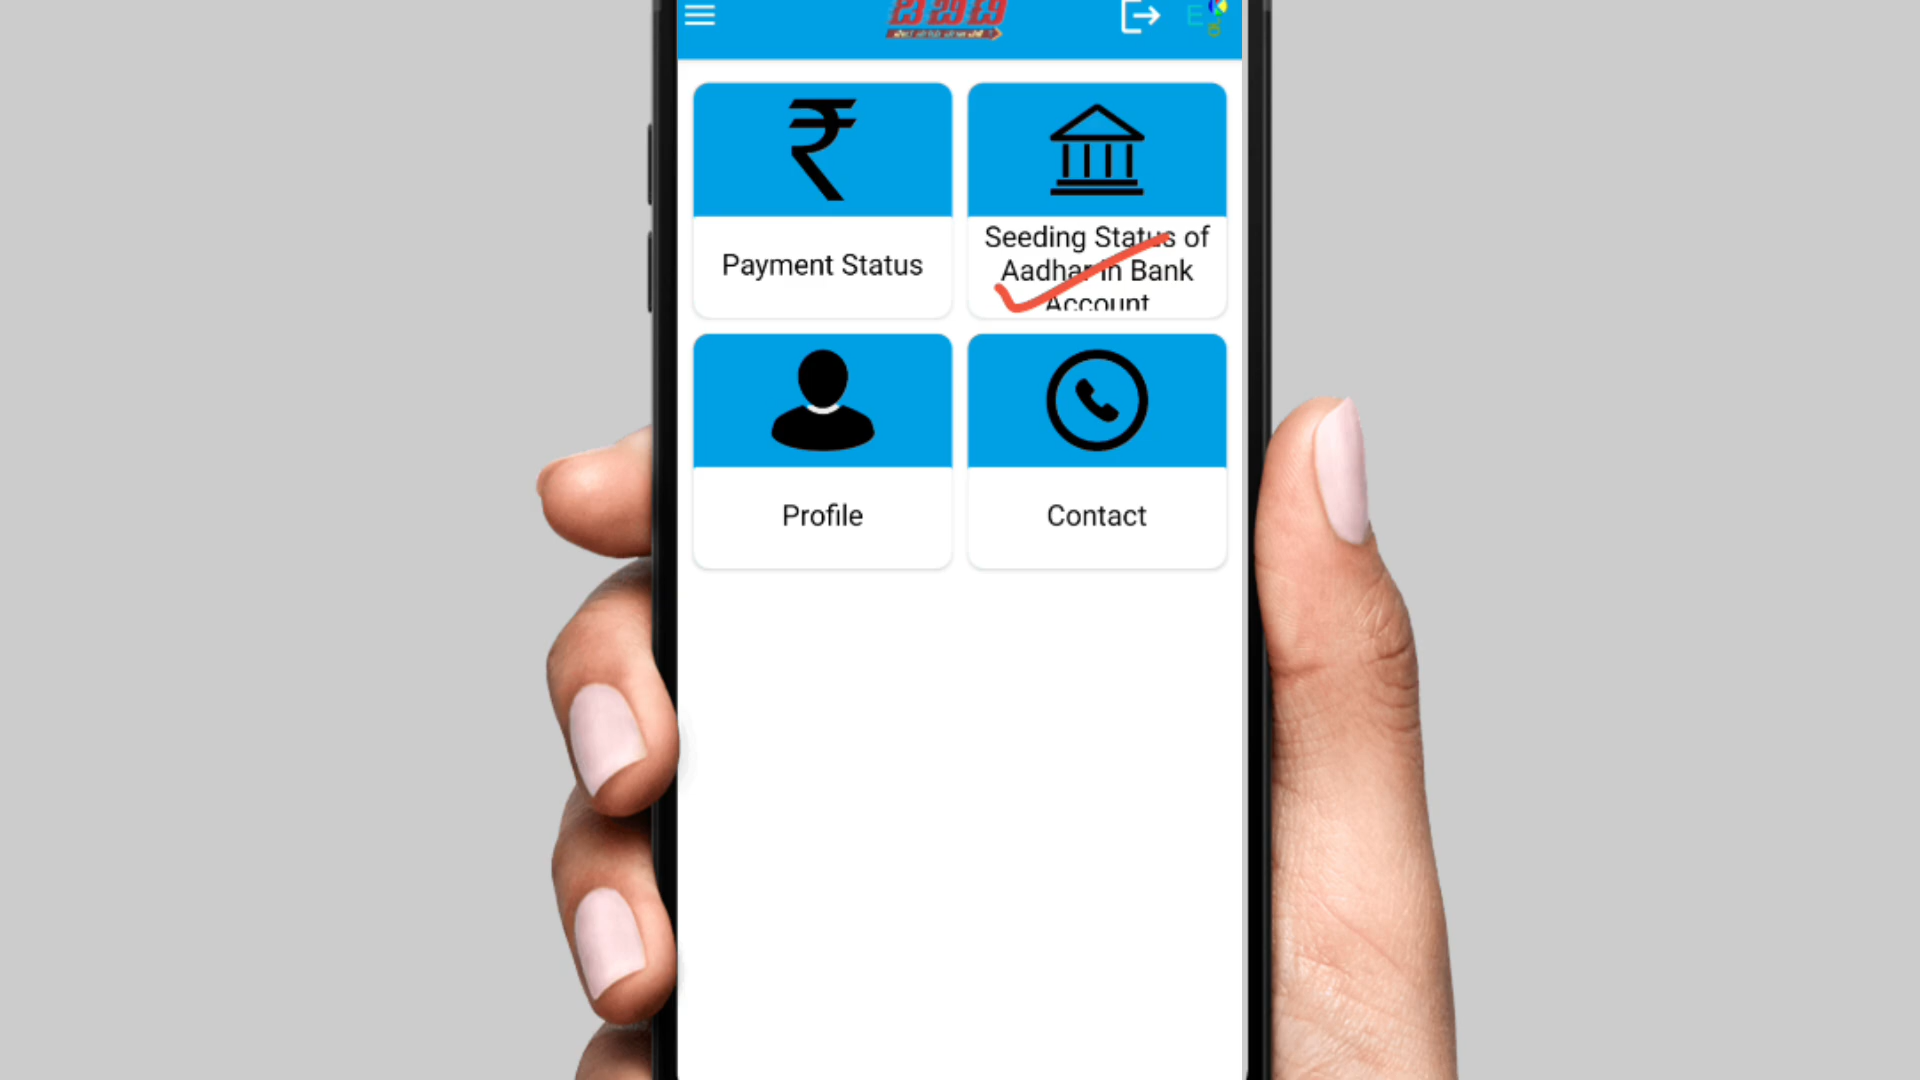 Payment Status
Seeding Status of
Aadhar in Bank
Account
Profile
Contact